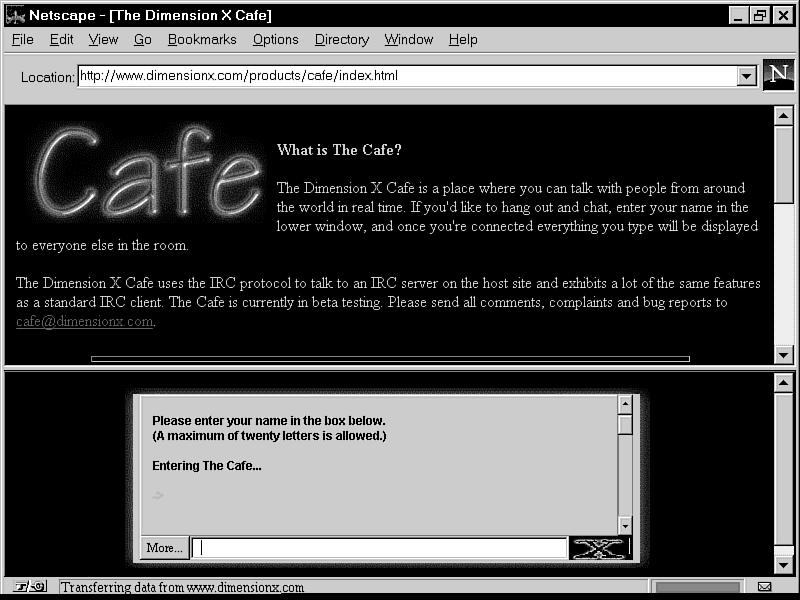 Netscape - [The Dimension X Cafe]
File Edit View Go Bookmarks Options Directory Window Help
Location: http://www.dimensionx.com/products/cafe/index.html
N
Cafe
What is The Cafe?
The Dimension X Cafe is a place where you can talk with people from around
the world in real time. If you'd like to hang out and chat, enter your name in the
lower window, and once you're connected everything you type will be displayed
to everyone else in the room.
The Dimension X Cafe uses the IRC protocol to talk to an IRC server on the host site and exhibits a lot of the same features
as a standard IRC client. The Cafe is currently in beta testing. Please send all comments, complaints and bug reports to
cafe@dimensionx.com.
Please enter your name in the box below.
(A maximum of twenty letters is allowed.)
Entering The Cafe...
->
More...
X
Transferring data from www.dimensionx.com